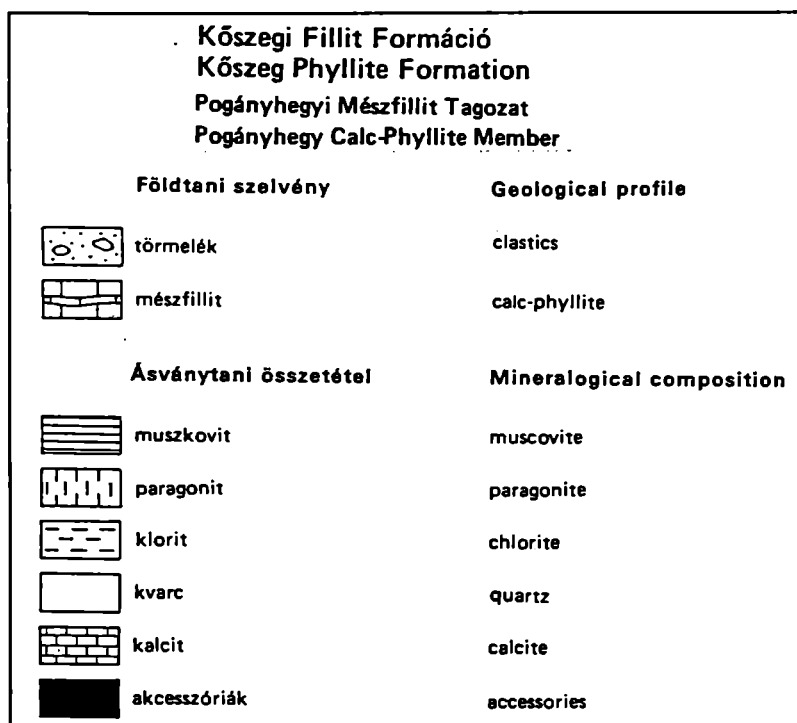 Kőszegi Fillit Formáció
Kőszeg Phyllite Formation
Pogányhegyi Mészfillit Tagozat
Pogányhegy Calc-Phyllite Member
Földtani szelvény Geological profile
törmelék clastics
mészfillit calc-phyllite
Ásványtani összetétel Mineralogical composition
muszkovit muscovite
paragonit paragonite
klorit chlorite
kvarc quartz
kalcit calcite
akcesszóriák accessories